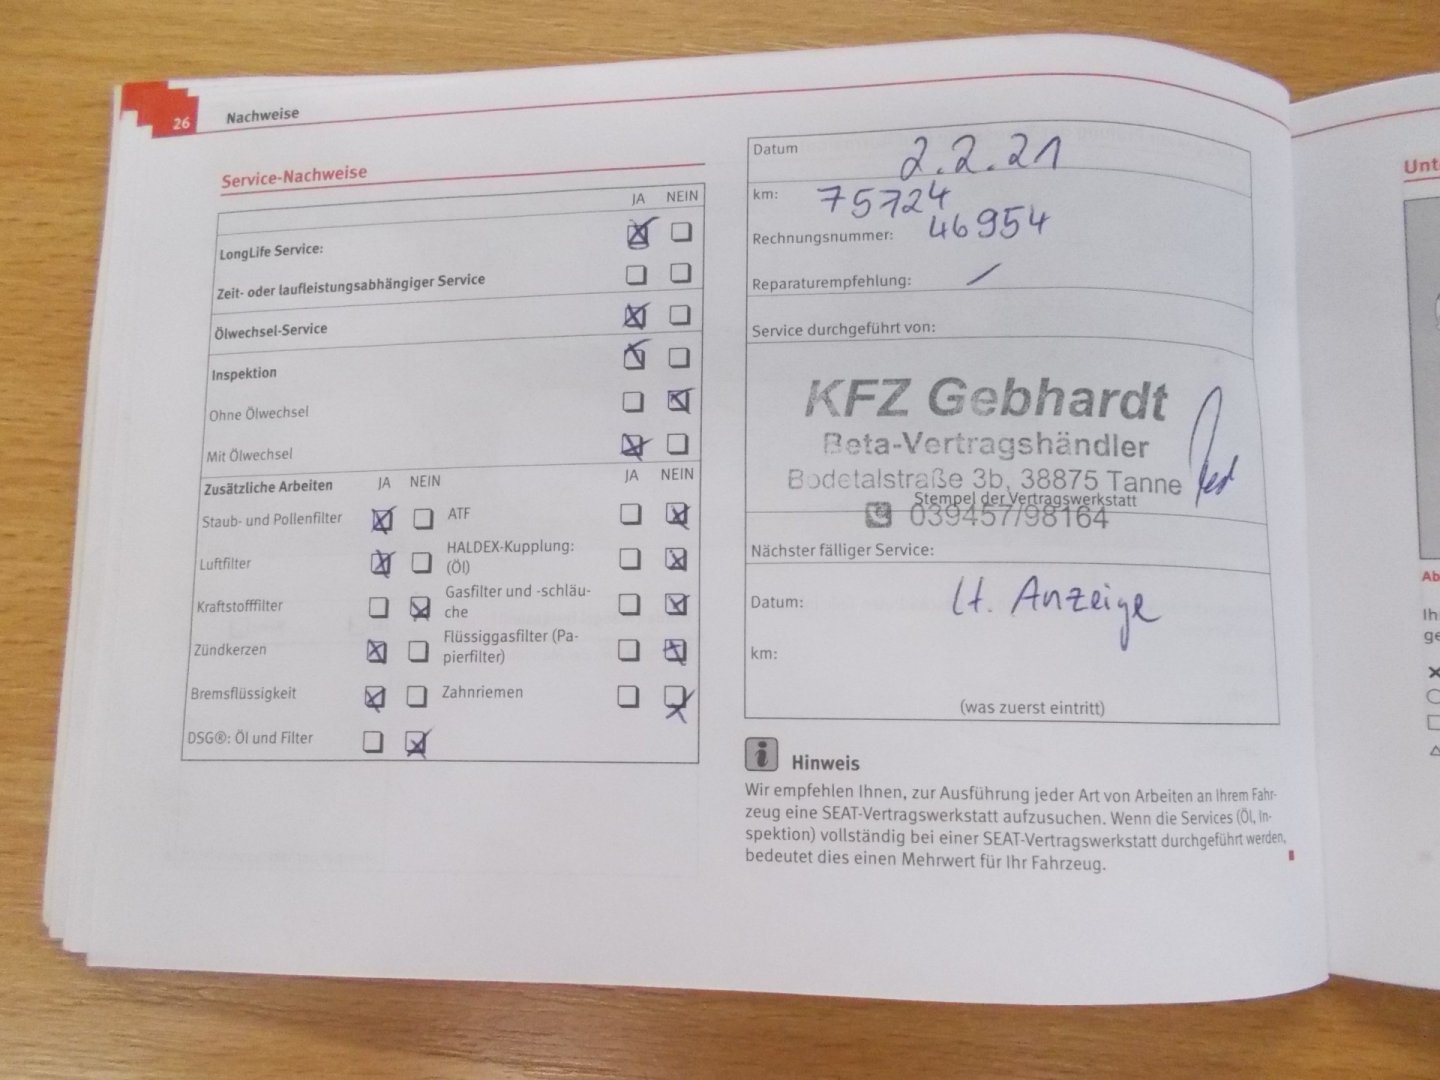 26 Nachweise
Service-Nachweise
JA NEIN
LongLife Service:
Zeit- oder laufleistungsabhängiger Service
Ölwechsel-Service
Inspektion
Ohne Ölwechsel
Mit Ölwechsel
Zusätzliche Arbeiten JA NEIN JA NEIN
Staub- und Pollenfilter ATF
Luftfilter HALDEX-Kupplung:
(Öl)
Kraftstofffilter Gasfilter und -schläu-
che
Zündkerzen Flüssiggasfilter (Pa-
pierfilter)
Bremsflüssigkeit Zahnriemen
DSG®: Öl und Filter
Datum 2.2.21
km: 75724
Rechnungsnummer: 46954
Reparaturempfehlung: /
Service durchgeführt von:
KFZ Gebhardt
Beta-Vertragshändler
Bodetalstraße 3b, 38875 Tanne
Stempel der Vertragswerkstatt
039457/98164
Nächster fälliger Service:
Datum: lt. Anzeige
km:
(was zuerst eintritt)
i Hinweis
Wir empfehlen Ihnen, zur Ausführung jeder Art von Arbeiten an Ihrem Fahr-
zeug eine SEAT-Vertragswerkstatt aufzusuchen. Wenn die Services (Öl, In-
spektion) vollständig bei einer SEAT-Vertragswerkstatt durchgeführt werden,
bedeutet dies einen Mehrwert für Ihr Fahrzeug.
Unt
Ab
Ih
ge